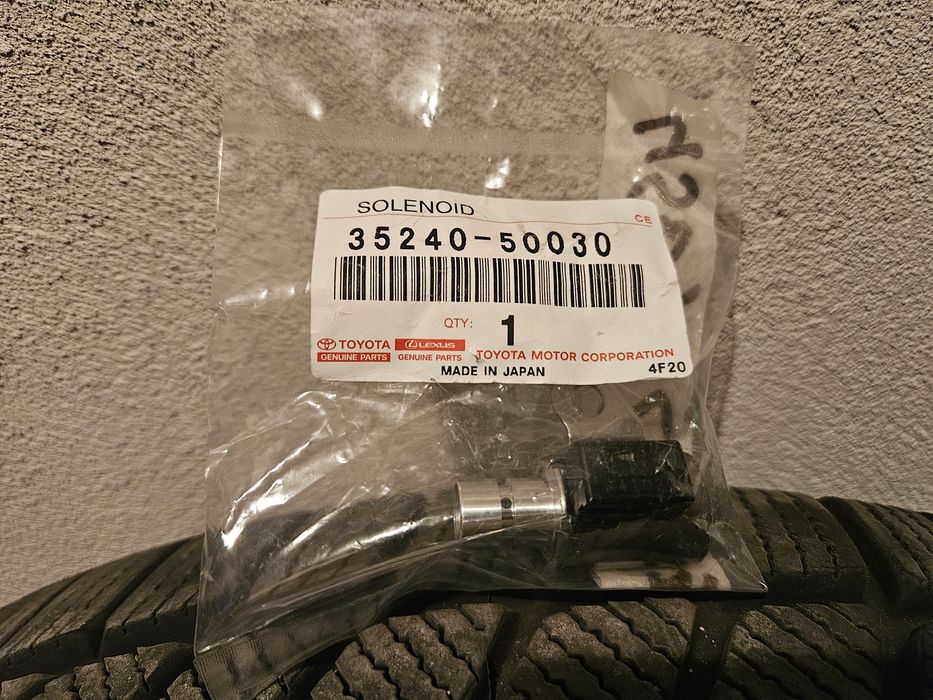 SOLENOID
CE
35240-50030
QTY: 1
TOYOTA
GENUINE PARTS
LEXUS
GENUINE PARTS
TOYOTA MOTOR CORPORATION
MADE IN JAPAN
4F20